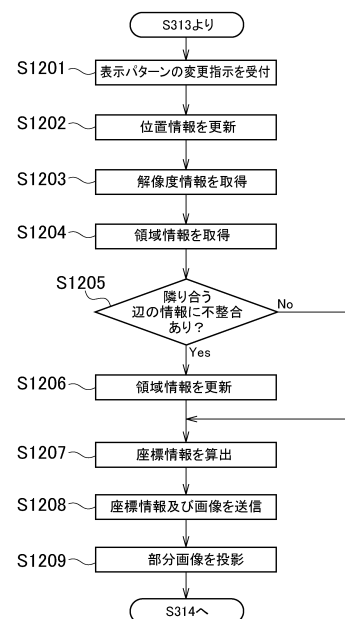 S313より
S1201
表示パターンの変更指示を受付
S1202
位置情報を更新
S1203
解像度情報を取得
S1204
領域情報を取得
S1205
隣り合う
辺の情報に不整合
あり？
No
Yes
S1206
領域情報を更新
S1207
座標情報を算出
S1208
座標情報及び画像を送信
S1209
部分画像を投影
S314へ